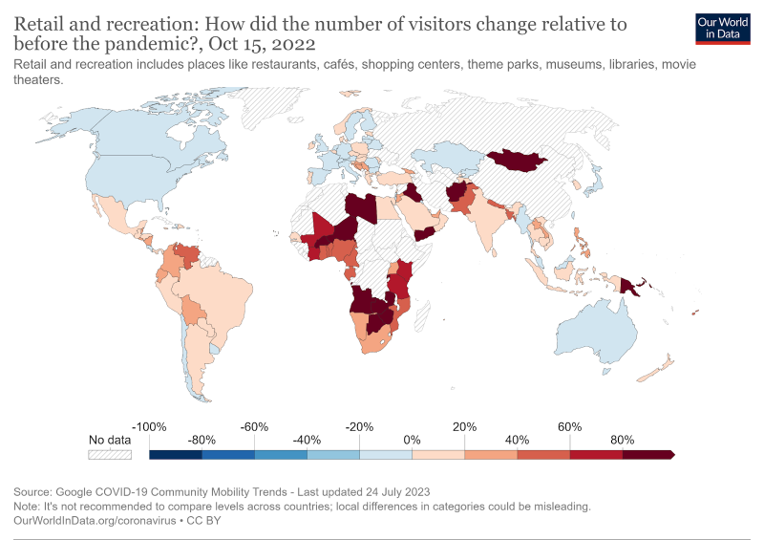 Retail and recreation: How did the number of visitors change relative to
before the pandemic?, Oct 15, 2022
Our World
in Data
Retail and recreation includes places like restaurants, cafés, shopping centers, theme parks, museums, libraries, movie
theaters.
No data
-100%
-80%
-60%
-40%
-20%
0%
20%
40%
60%
80%
Source: Google COVID-19 Community Mobility Trends - Last updated 24 July 2023
Note: It's not recommended to compare levels across countries; local differences in categories could be misleading.
OurWorldInData.org/coronavirus • CC BY